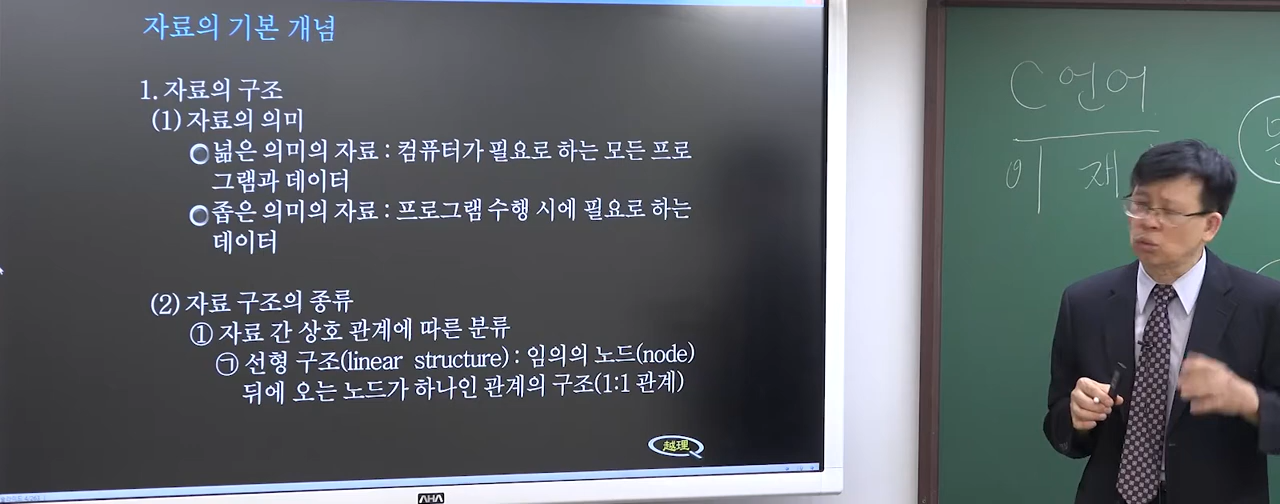 자료의 기본 개념
1. 자료의 구조
(1) 자료의 의미
넓은 의미의 자료 : 컴퓨터가 필요로 하는 모든 프로
그램과 데이터
좁은 의미의 자료 : 프로그램 수행 시에 필요로 하는
데이터
(2) 자료 구조의 종류
① 자료 간 상호 관계에 따른 분류
㉠ 선형 구조(linear structure) : 임의의 노드(node)
뒤에 오는 노드가 하나인 관계의 구조(1:1 관계)
越理
AHA
C 언어
이 재